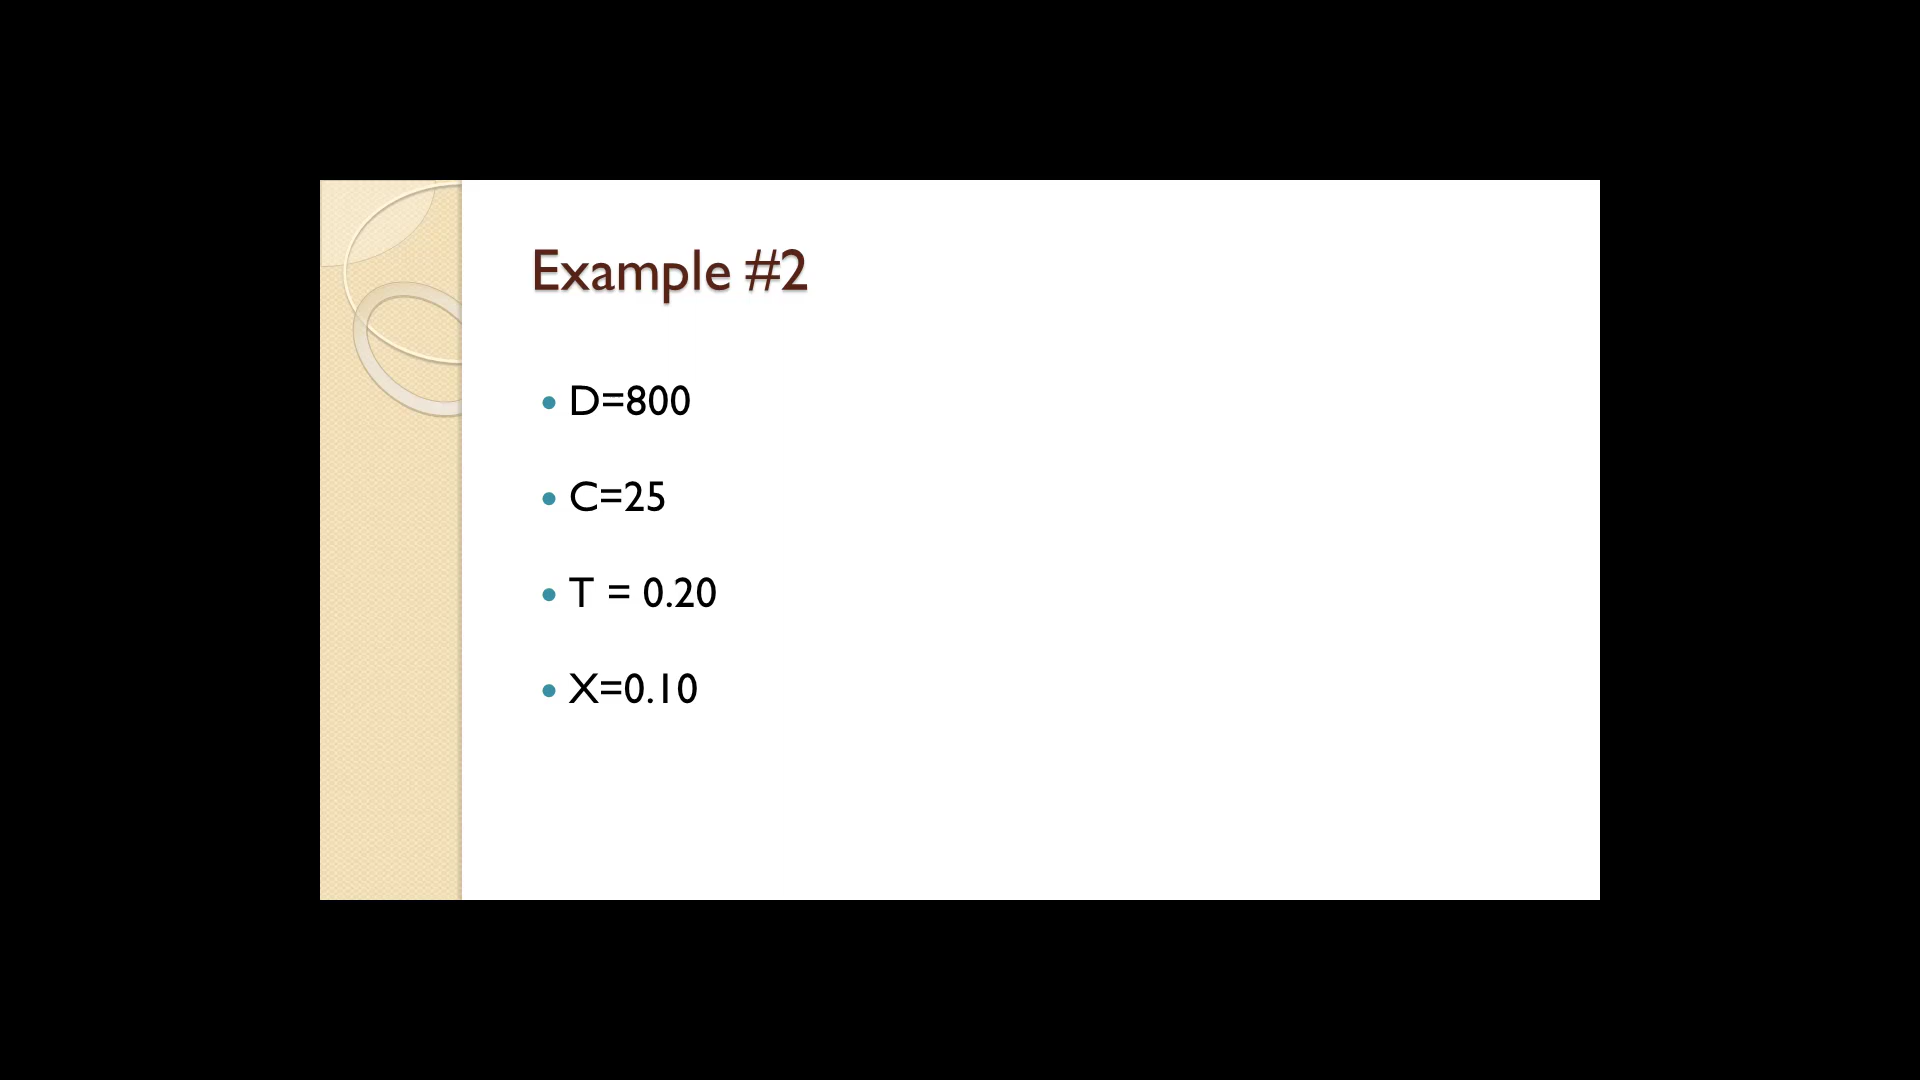 Example #2
• D=800
• C=25
• T = 0.20
• X=0.10